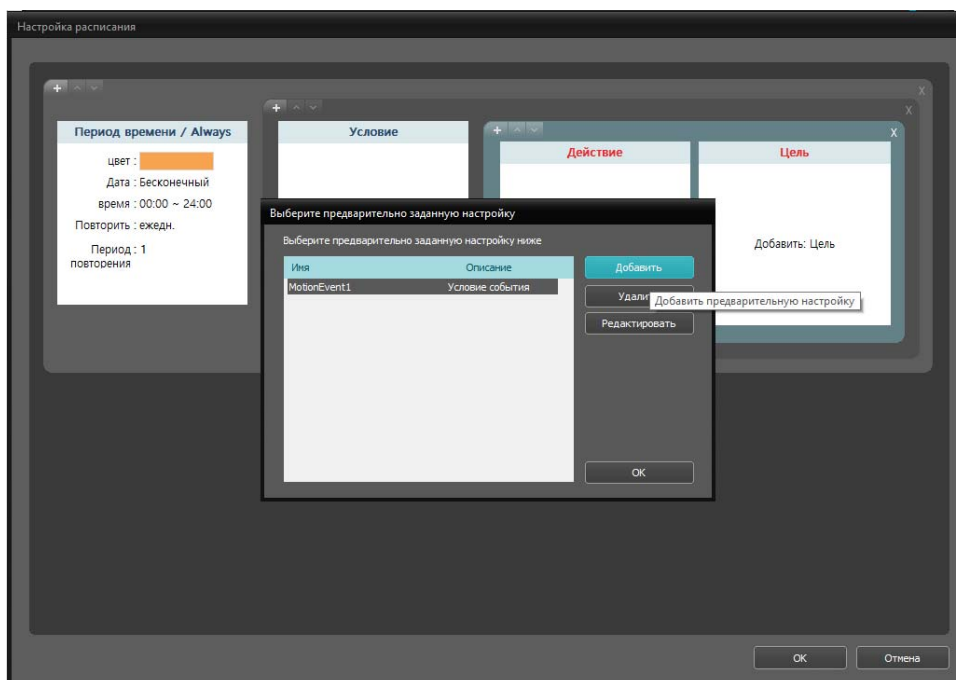 Настройка расписания
+
X
+
X
Период времени / Always
Условие
+
X
Действие
Цель
цвет :
Дата : Бесконечный
время : 00:00 ~ 24:00
Повторить : ежедн.
Период : 1
повторения
Добавить: Цель
Выберите предварительно заданную настройку
Выберите предварительно заданную настройку ниже
Имя Описание
Добавить
MotionEvent1 Условие события
Удали
Добавить предварительную настройку
Редактировать
OK
OK
Отмена